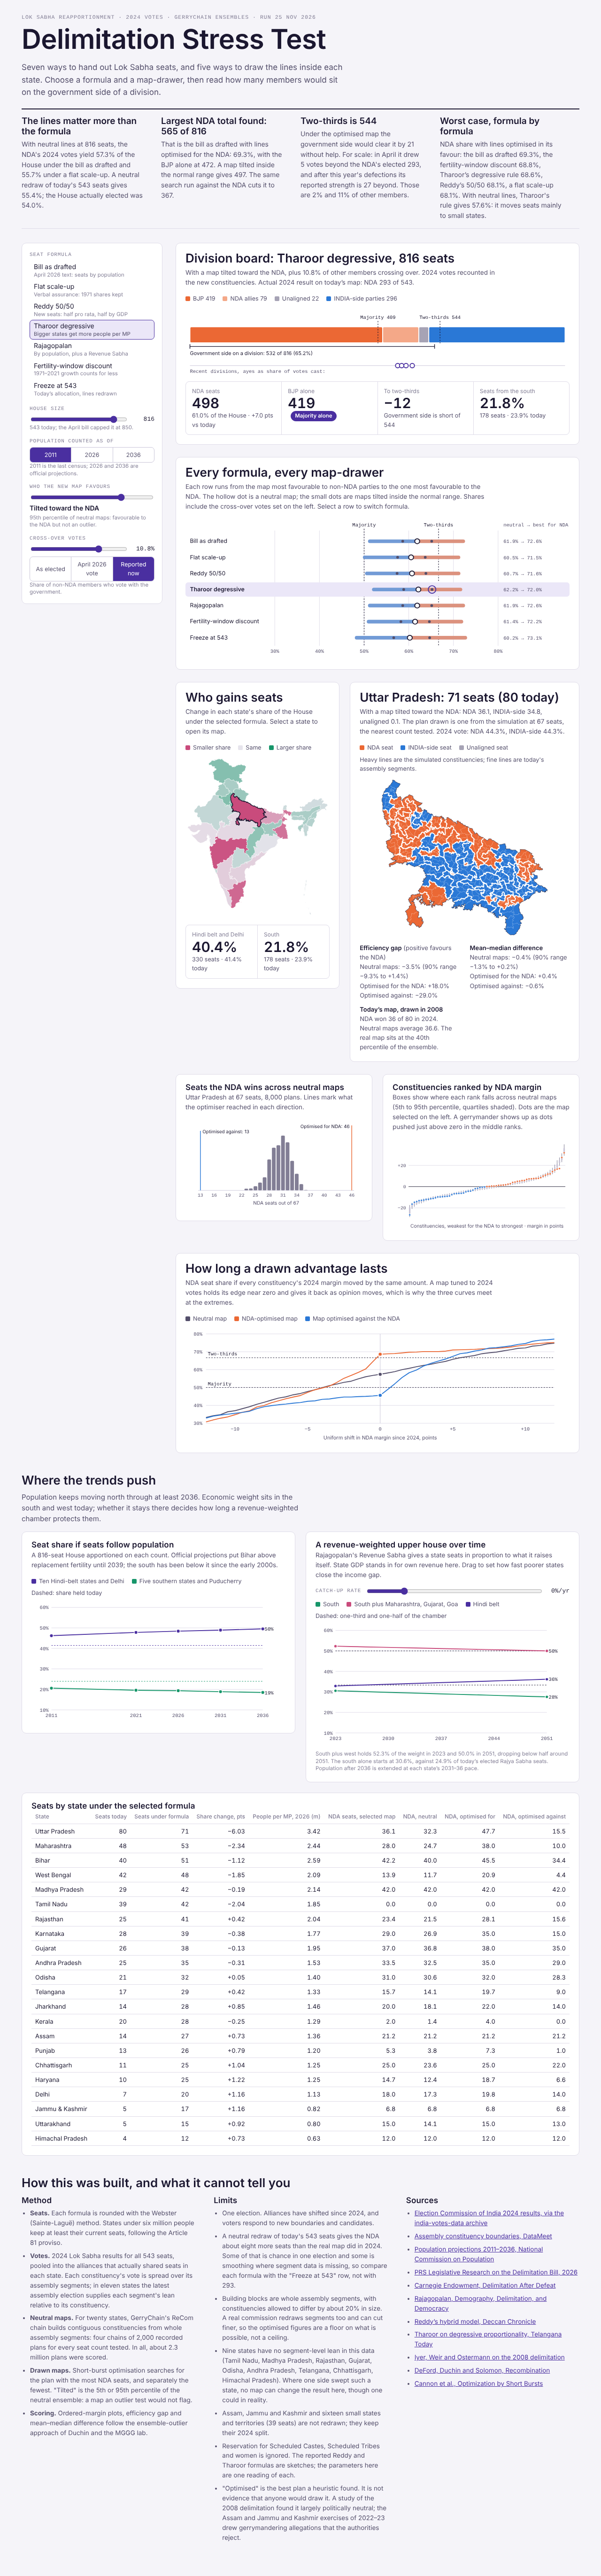 LOK SABHA REAPPORTIONMENT · 2024 VOTES · GERRYCHAIN ENSEMBLES · RUN 25 NOV 2026
Delimitation Stress Test
Seven ways to hand out Lok Sabha seats, and five ways to draw the lines inside each
state. Choose a formula and a map-drawer, then read how many members would sit
on the government side of a division.
The lines matter more than
the formula
With neutral lines at 816 seats, the
NDA's 2024 votes yield 57.3% of the
House under the bill as drafted and
55.7% under a flat scale-up. A neutral
redraw of today's 543 seats gives
55.4%; the House actually elected was
54.0%.
Largest NDA total found:
565 of 816
That is the bill as drafted with lines
optimised for the NDA: 69.3%, with the
BJP alone at 472. A map tilted inside
the normal range gives 497. The same
search run against the NDA cuts it to
367.
Two-thirds is 544
Under the optimised map the
government side would clear it by 21
without help. For scale: in April it drew
5 votes beyond the NDA's elected 293,
and after this year's defections its
reported strength is 27 beyond. Those
are 2% and 11% of other members.
Worst case, formula by
formula
NDA share with lines optimised in its
favour: the bill as drafted 69.3%,
fertility-window discount 68.8%,
Tharoor's degressive rule 68.6%,
Reddy's 50/50 68.1%, a flat scale-up
68.1%. With neutral lines, Tharoor's
rule gives 57.6%: it moves seats mainly
to small states.
SEAT FORMULA
Bill as drafted
April 2026 text: seats by population
Flat scale-up
Verbal assurance: 1971 shares kept
Reddy 50/50
New seats: half pro rata, half by GDP
Tharoor degressive
Bigger states get more people per MP
Rajagopalan
By population, plus a Revenue Sabha
Fertility-window discount
1971–2021 growth counts for less
Freeze at 543
Today's allocation, lines redrawn
HOUSE SIZE
816
543 today; the April bill capped it at 850.
POPULATION COUNTED AS OF
2011 2026 2036
2011 is the last census; 2026 and 2036 are
official projections.
WHO THE NEW MAP FAVOURS
Tilted toward the NDA
95th percentile of neutral maps: favourable to
the NDA but not an outlier.
CROSS-OVER VOTES
10.8%
As elected
April 2026 vote
Reported now
Share of non-NDA members who vote with the
government.
Division board: Tharoor degressive, 816 seats
With a map tilted toward the NDA, plus 10.8% of other members crossing over. 2024 votes recounted in
the new constituencies. Actual 2024 result on today's map: NDA 293 of 543.
BJP 419 NDA allies 79 Unaligned 22 INDIA-side parties 296
Majority 409 Two-thirds 544
Government side on a division: 532 of 816 (65.2%)
Recent divisions, ayes as share of votes cast:
NDA seats
498
61.0% of the House · +7.0 pts
vs today
BJP alone
419
Majority alone
To two-thirds
−12
Government side is short of
544
Seats from the south
21.8%
178 seats · 23.9% today
Every formula, every map-drawer
Each row runs from the map most favourable to non-NDA parties to the one most favourable to the
NDA. The hollow dot is a neutral map; the small dots are maps tilted inside the normal range. Shares
include the cross-over vote set on the left. Select a row to switch formula.
Majority Two-thirds neutral – best for NDA
Bill as drafted 61.9% – 72.6%
Flat scale-up 60.5% – 71.5%
Reddy 50/50 60.7% – 71.6%
Tharoor degressive 62.2% – 72.0%
Rajagopalan 61.9% – 72.6%
Fertility-window discount 61.4% – 72.2%
Freeze at 543 60.2% – 73.1%
30% 40% 50% 60% 70% 80%
Who gains seats
Change in each state's share of the House
under the selected formula. Select a state to
open its map.
Smaller share Same Larger share
Hindi belt and Delhi
40.4%
330 seats · 41.4%
today
South
21.8%
178 seats · 23.9%
today
Uttar Pradesh: 71 seats (80 today)
With a map tilted toward the NDA: NDA 36.1, INDIA-side 34.8,
unaligned 0.1. The plan drawn is one from the simulation at 67 seats,
the nearest count tested. 2024 vote: NDA 44.3%, INDIA-side 44.3%.
NDA seat INDIA-side seat Unaligned seat
Heavy lines are the simulated constituencies; fine lines are today's
assembly segments.
Efficiency gap (positive favours
the NDA)
Neutral maps: −3.5% (90% range
−9.3% to +1.4%)
Optimised for the NDA: +18.0%
Optimised against: −29.0%
Mean–median difference
Neutral maps: −0.4% (90% range
−1.3% to +0.2%)
Optimised for the NDA: +0.4%
Optimised against: −0.6%
Today's map, drawn in 2008
NDA won 36 of 80 in 2024.
Neutral maps average 36.6. The
real map sits at the 40th
percentile of the ensemble.
Seats the NDA wins across neutral maps
Uttar Pradesh at 67 seats, 8,000 plans. Lines mark what
the optimiser reached in each direction.
Optimised for NDA: 46
Optimised against: 13
13 16 19 22 25 28 31 34 37 40 43 46
NDA seats out of 67
Constituencies ranked by NDA margin
Boxes show where each rank falls across neutral maps
(5th to 95th percentile, quartiles shaded). Dots are the map
selected on the left. A gerrymander shows up as dots
pushed just above zero in the middle ranks.
+20
0
−20
Constituencies, weakest for the NDA to strongest · margin in points
How long a drawn advantage lasts
NDA seat share if every constituency's 2024 margin moved by the same amount. A map tuned to 2024
votes holds its edge near zero and gives it back as opinion moves, which is why the three curves meet
at the extremes.
Neutral map NDA-optimised map Map optimised against the NDA
80%
70%
Two-thirds
60%
50%
Majority
40%
30%
−10 −5 0 +5 +10
Uniform shift in NDA margin since 2024, points
Where the trends push
Population keeps moving north through at least 2036. Economic weight sits in the
south and west today; whether it stays there decides how long a revenue-weighted
chamber protects them.
Seat share if seats follow population
A 816-seat House apportioned on each count. Official projections put Bihar above
replacement fertility until 2039; the south has been below it since the early 2000s.
Ten Hindi-belt states and Delhi Five southern states and Puducherry
Dashed: share held today
60%
50%
40%
30%
20%
10%
50%
19%
2011 2021 2026 2031 2036
A revenue-weighted upper house over time
Rajagopalan's Revenue Sabha gives a state seats in proportion to what it raises
itself. State GDP stands in for own revenue here. Drag to set how fast poorer states
close the income gap.
CATCH-UP RATE 0%/yr
South South plus Maharashtra, Gujarat, Goa Hindi belt
Dashed: one-third and one-half of the chamber
60%
50%
40%
30%
20%
10%
50%
36%
28%
2023 2030 2037 2044 2051
South plus west holds 52.3% of the weight in 2023 and 50.0% in 2051, dropping below half around
2051. The south alone starts at 30.8%, against 24.9% of today's elected Rajya Sabha seats.
Population after 2036 is extended at each state's 2031–36 pace.
Seats by state under the selected formula
State Seats today Seats under formula Share change, pts People per MP, 2026 (m) NDA seats, selected map NDA, neutral NDA, optimised for NDA, optimised against
Uttar Pradesh 80 71 −6.03 3.42 36.1 32.3 47.7 15.5
Maharashtra 48 53 −2.34 2.44 28.0 24.7 38.0 10.0
Bihar 40 51 −1.12 2.59 42.2 40.0 45.5 34.4
West Bengal 42 48 −1.85 2.09 13.9 11.7 20.9 4.4
Madhya Pradesh 29 42 −0.19 2.14 42.0 42.0 42.0 42.0
Tamil Nadu 39 42 −2.04 1.85 0.0 0.0 0.0 0.0
Rajasthan 25 41 +0.42 2.04 23.4 21.5 28.1 15.6
Karnataka 28 39 −0.38 1.77 29.0 26.9 35.0 15.0
Gujarat 26 38 −0.13 1.95 37.0 36.8 38.0 35.0
Andhra Pradesh 25 35 −0.31 1.53 33.5 32.5 35.0 29.0
Odisha 21 32 +0.05 1.40 31.0 30.6 32.0 28.3
Telangana 17 29 +0.42 1.33 15.7 14.1 19.7 9.0
Jharkhand 14 28 +0.85 1.46 20.0 18.1 22.0 14.0
Kerala 20 28 −0.25 1.29 2.0 1.4 4.0 0.0
Assam 14 27 +0.73 1.36 21.2 21.2 21.2 21.2
Punjab 13 26 +0.79 1.20 5.3 3.8 7.3 1.0
Chhattisgarh 11 25 +1.04 1.25 25.0 23.6 25.0 22.0
Haryana 10 25 +1.22 1.25 14.7 12.4 18.7 6.6
Delhi 7 20 +1.16 1.13 18.0 17.3 19.8 14.0
Jammu & Kashmir 5 17 +1.16 0.82 6.8 6.8 6.8 6.8
Uttarakhand 5 15 +0.92 0.80 15.0 14.1 15.0 13.0
Himachal Pradesh 4 12 +0.73 0.63 12.0 12.0 12.0 12.0
How this was built, and what it cannot tell you
Method
Seats. Each formula is rounded with the Webster
(Sainte-Laguë) method. States under six million people
keep at least their current seats, following the Article
81 proviso.
Votes. 2024 Lok Sabha results for all 543 seats,
pooled into the alliances that actually shared seats in
each state. Each constituency's vote is spread over its
assembly segments; in eleven states the latest
assembly election supplies each segment's lean
relative to its constituency.
Neutral maps. For twenty states, GerryChain's ReCom
chain builds contiguous constituencies from whole
assembly segments: four chains of 2,000 recorded
plans for every seat count tested. In all, about 2.3
million plans were scored.
Drawn maps. Short-burst optimisation searches for
the plan with the most NDA seats, and separately the
fewest. "Tilted" is the 5th or 95th percentile of the
neutral ensemble: a map an outlier test would not flag.
Scoring. Ordered-margin plots, efficiency gap and
mean–median difference follow the ensemble-outlier
approach of Duchin and the MGGG lab.
Limits
One election. Alliances have shifted since 2024, and
voters respond to new boundaries and candidates.
A neutral redraw of today's 543 seats gives the NDA
about eight more seats than the real map did in 2024.
Some of that is chance in one election and some is
smoothing where segment data is missing, so compare
each formula with the "Freeze at 543" row, not with
293.
Building blocks are whole assembly segments, with
constituencies allowed to differ by about 20% in size.
A real commission redraws segments too and can cut
finer, so the optimised figures are a floor on what is
possible, not a ceiling.
Nine states have no segment-level lean in this data
(Tamil Nadu, Madhya Pradesh, Rajasthan, Gujarat,
Odisha, Andhra Pradesh, Telangana, Chhattisgarh,
Himachal Pradesh). Where one side swept such a
state, no map can change the result here, though one
could in reality.
Assam, Jammu and Kashmir and sixteen small states
and territories (39 seats) are not redrawn; they keep
their 2024 split.
Reservation for Scheduled Castes, Scheduled Tribes
and women is ignored. The reported Reddy and
Tharoor formulas are sketches; the parameters here
are one reading of each.
"Optimised" is the best plan a heuristic found. It is not
evidence that anyone would draw it. A study of the
2008 delimitation found it largely politically neutral; the
Assam and Jammu and Kashmir exercises of 2022–23
drew gerrymandering allegations that the authorities
reject.
Sources
Election Commission of India 2024 results, via the
india-votes-data archive
Assembly constituency boundaries, DataMeet
Population projections 2011–2036, National
Commission on Population
PRS Legislative Research on the Delimitation Bill, 2026
Carnegie Endowment, Delimitation After Defeat
Rajagopalan, Demography, Delimitation, and
Democracy
Reddy's hybrid model, Deccan Chronicle
Tharoor on degressive proportionality, Telangana
Today
Iyer, Weir and Ostermann on the 2008 delimitation
DeFord, Duchin and Solomon, Recombination
Cannon et al., Optimization by Short Bursts